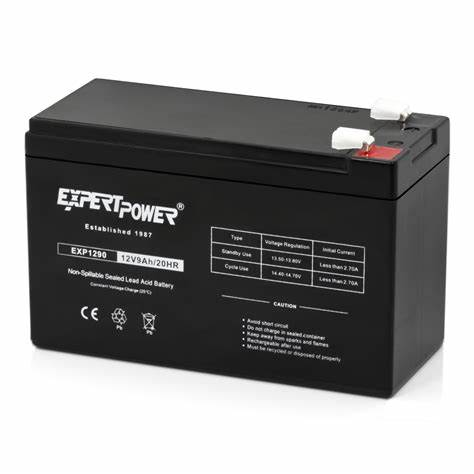 EXPERTPOWER®
Established 1987
EXP1290 12V9Ah/20HR
Non-Spillable Sealed Lead Acid Battery
Constant Voltage Charge (25°C)
CE Pb Pb
Type Voltage Regulation Initial Current
Standby Use 13.50-13.80V Less than 2.70A
Cycle Use 14.40-14.70V Less than 2.70A
CAUTION
Avoid short circuit
Do not charge in sealed container
Keep away from sparks and flames
Rechargeable after use
Must be recycled or disposed of properly